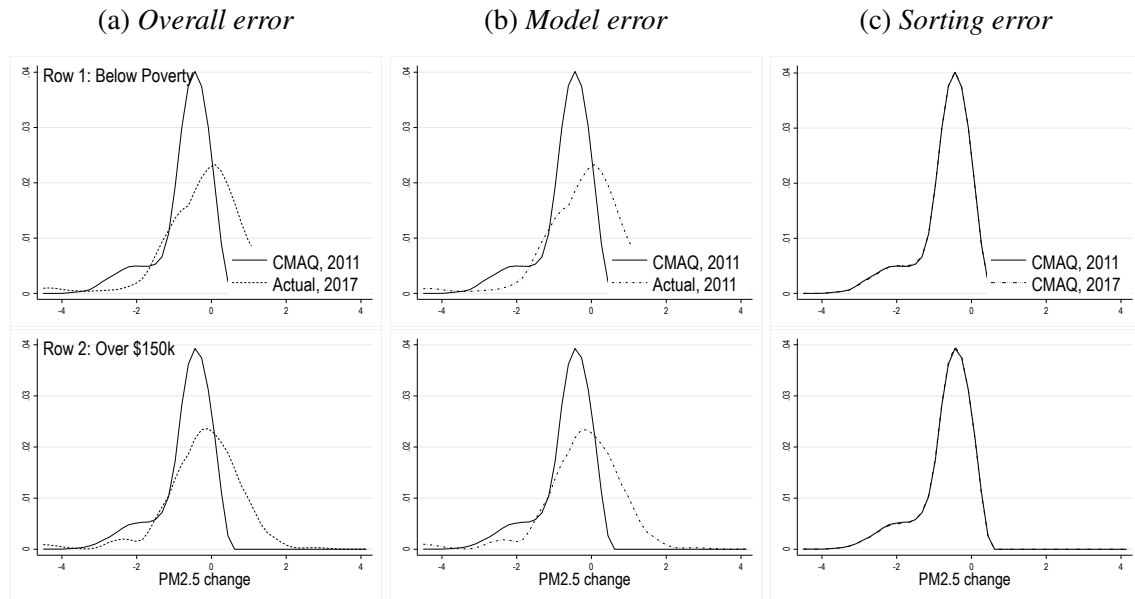 (a) Overall error
(b) Model error
(c) Sorting error
Row 1: Below Poverty
0 .01 .02 .03 .04
CMAQ, 2011
Actual, 2017
-4 -2 0 2 4
0 .01 .02 .03 .04
CMAQ, 2011
Actual, 2011
-4 -2 0 2 4
0 .01 .02 .03 .04
CMAQ, 2011
CMAQ, 2017
-4 -2 0 2 4
Row 2: Over $150k
0 .01 .02 .03 .04
-4 -2 0 2 4
PM2.5 change
0 .01 .02 .03 .04
-4 -2 0 2 4
PM2.5 change
0 .01 .02 .03 .04
-4 -2 0 2 4
PM2.5 change